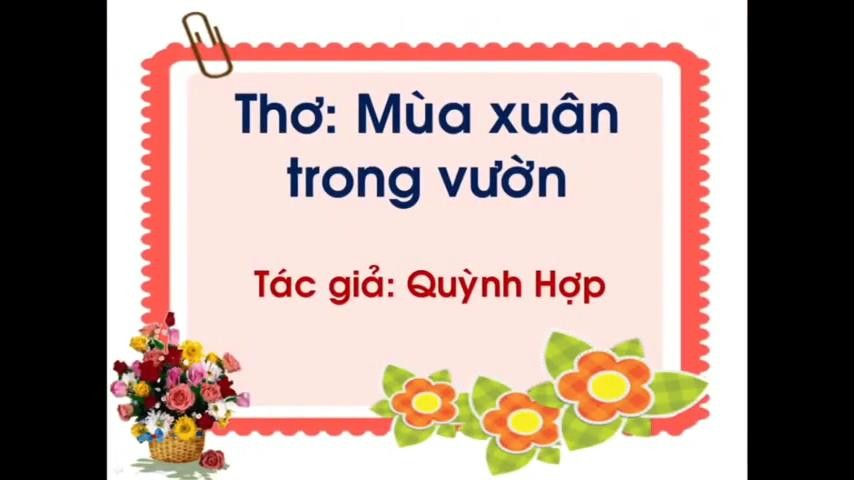 Thơ: Mùa xuân
trong vườn
Tác giả: Quỳnh Hợp